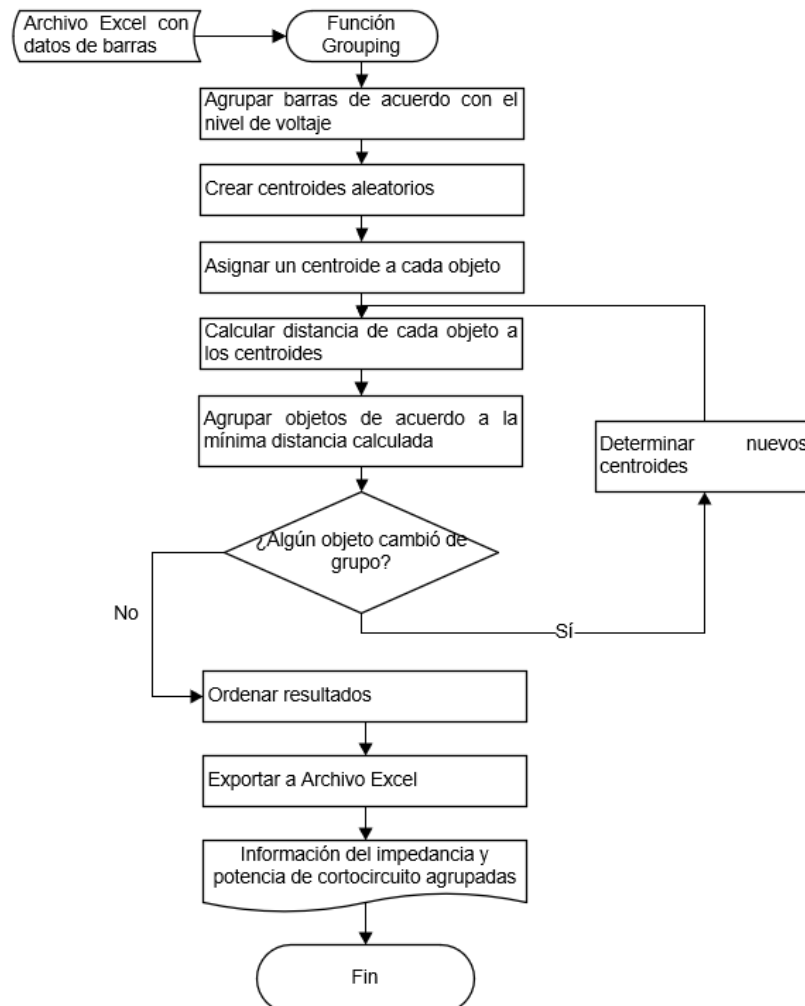 Archivo Excel con
datos de barras
Función
Grouping
Agrupar barras de acuerdo con el
nivel de voltaje
Crear centroides aleatorios
Asignar un centroide a cada objeto
Calcular distancia de cada objeto a
los centroides
Agrupar objetos de acuerdo a la
mínima distancia calculada
Determinar nuevos
centroides
¿Algún objeto cambió de
grupo?
No
Sí
Ordenar resultados
Exportar a Archivo Excel
Información del impedancia y
potencia de cortocircuito agrupadas
Fin